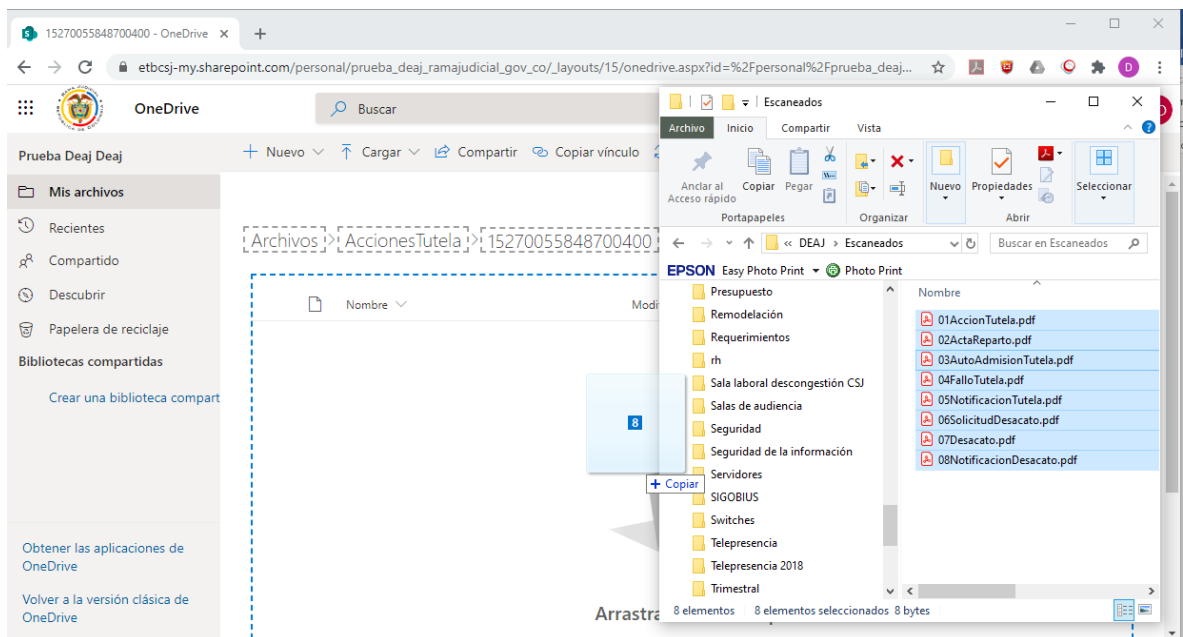 15270055848700400 - OneDrive
etbcsj-my.sharepoint.com/personal/prueba_deaj_ramajudicial_gov_co/_layouts/15/onedrive.aspx?id=%2Fpersonal%2Fprueba_deaj...
D
OneDrive
Buscar
Prueba Deaj Deaj
Nuevo
Cargar
Compartir
Copiar vínculo
Mis archivos
Recientes
Compartido
Descubrir
Papelera de reciclaje
Bibliotecas compartidas
Crear una biblioteca compart
Obtener las aplicaciones de
OneDrive
Volver a la versión clásica de
OneDrive
Archivos > AccionesTutela > 15270055848700400
Nombre
Modi
8
+ Copiar
Arrastra
Escaneados
Archivo Inicio Compartir Vista
Anclar al
Acceso rápido
Copiar
Pegar
Nuevo
Propiedades
Seleccionar
Portapapeles
Organizar
Abrir
« DEAJ > Escaneados
Buscar en Escaneados
EPSON Easy Photo Print Photo Print
Presupuesto
Remodelación
Requerimientos
rh
Sala laboral descongestión CSJ
Salas de audiencia
Seguridad
Seguridad de la información
Servidores
SIGOBIUS
Switches
Telepresencia
Telepresencia 2018
Trimestral
Nombre
01AccionTutela.pdf
02ActaReparto.pdf
03AutoAdmisionTutela.pdf
04FalloTutela.pdf
05NotificacionTutela.pdf
06SolicitudDesacato.pdf
07Desacato.pdf
08NotificacionDesacato.pdf
8 elementos
8 elementos seleccionados 8 bytes